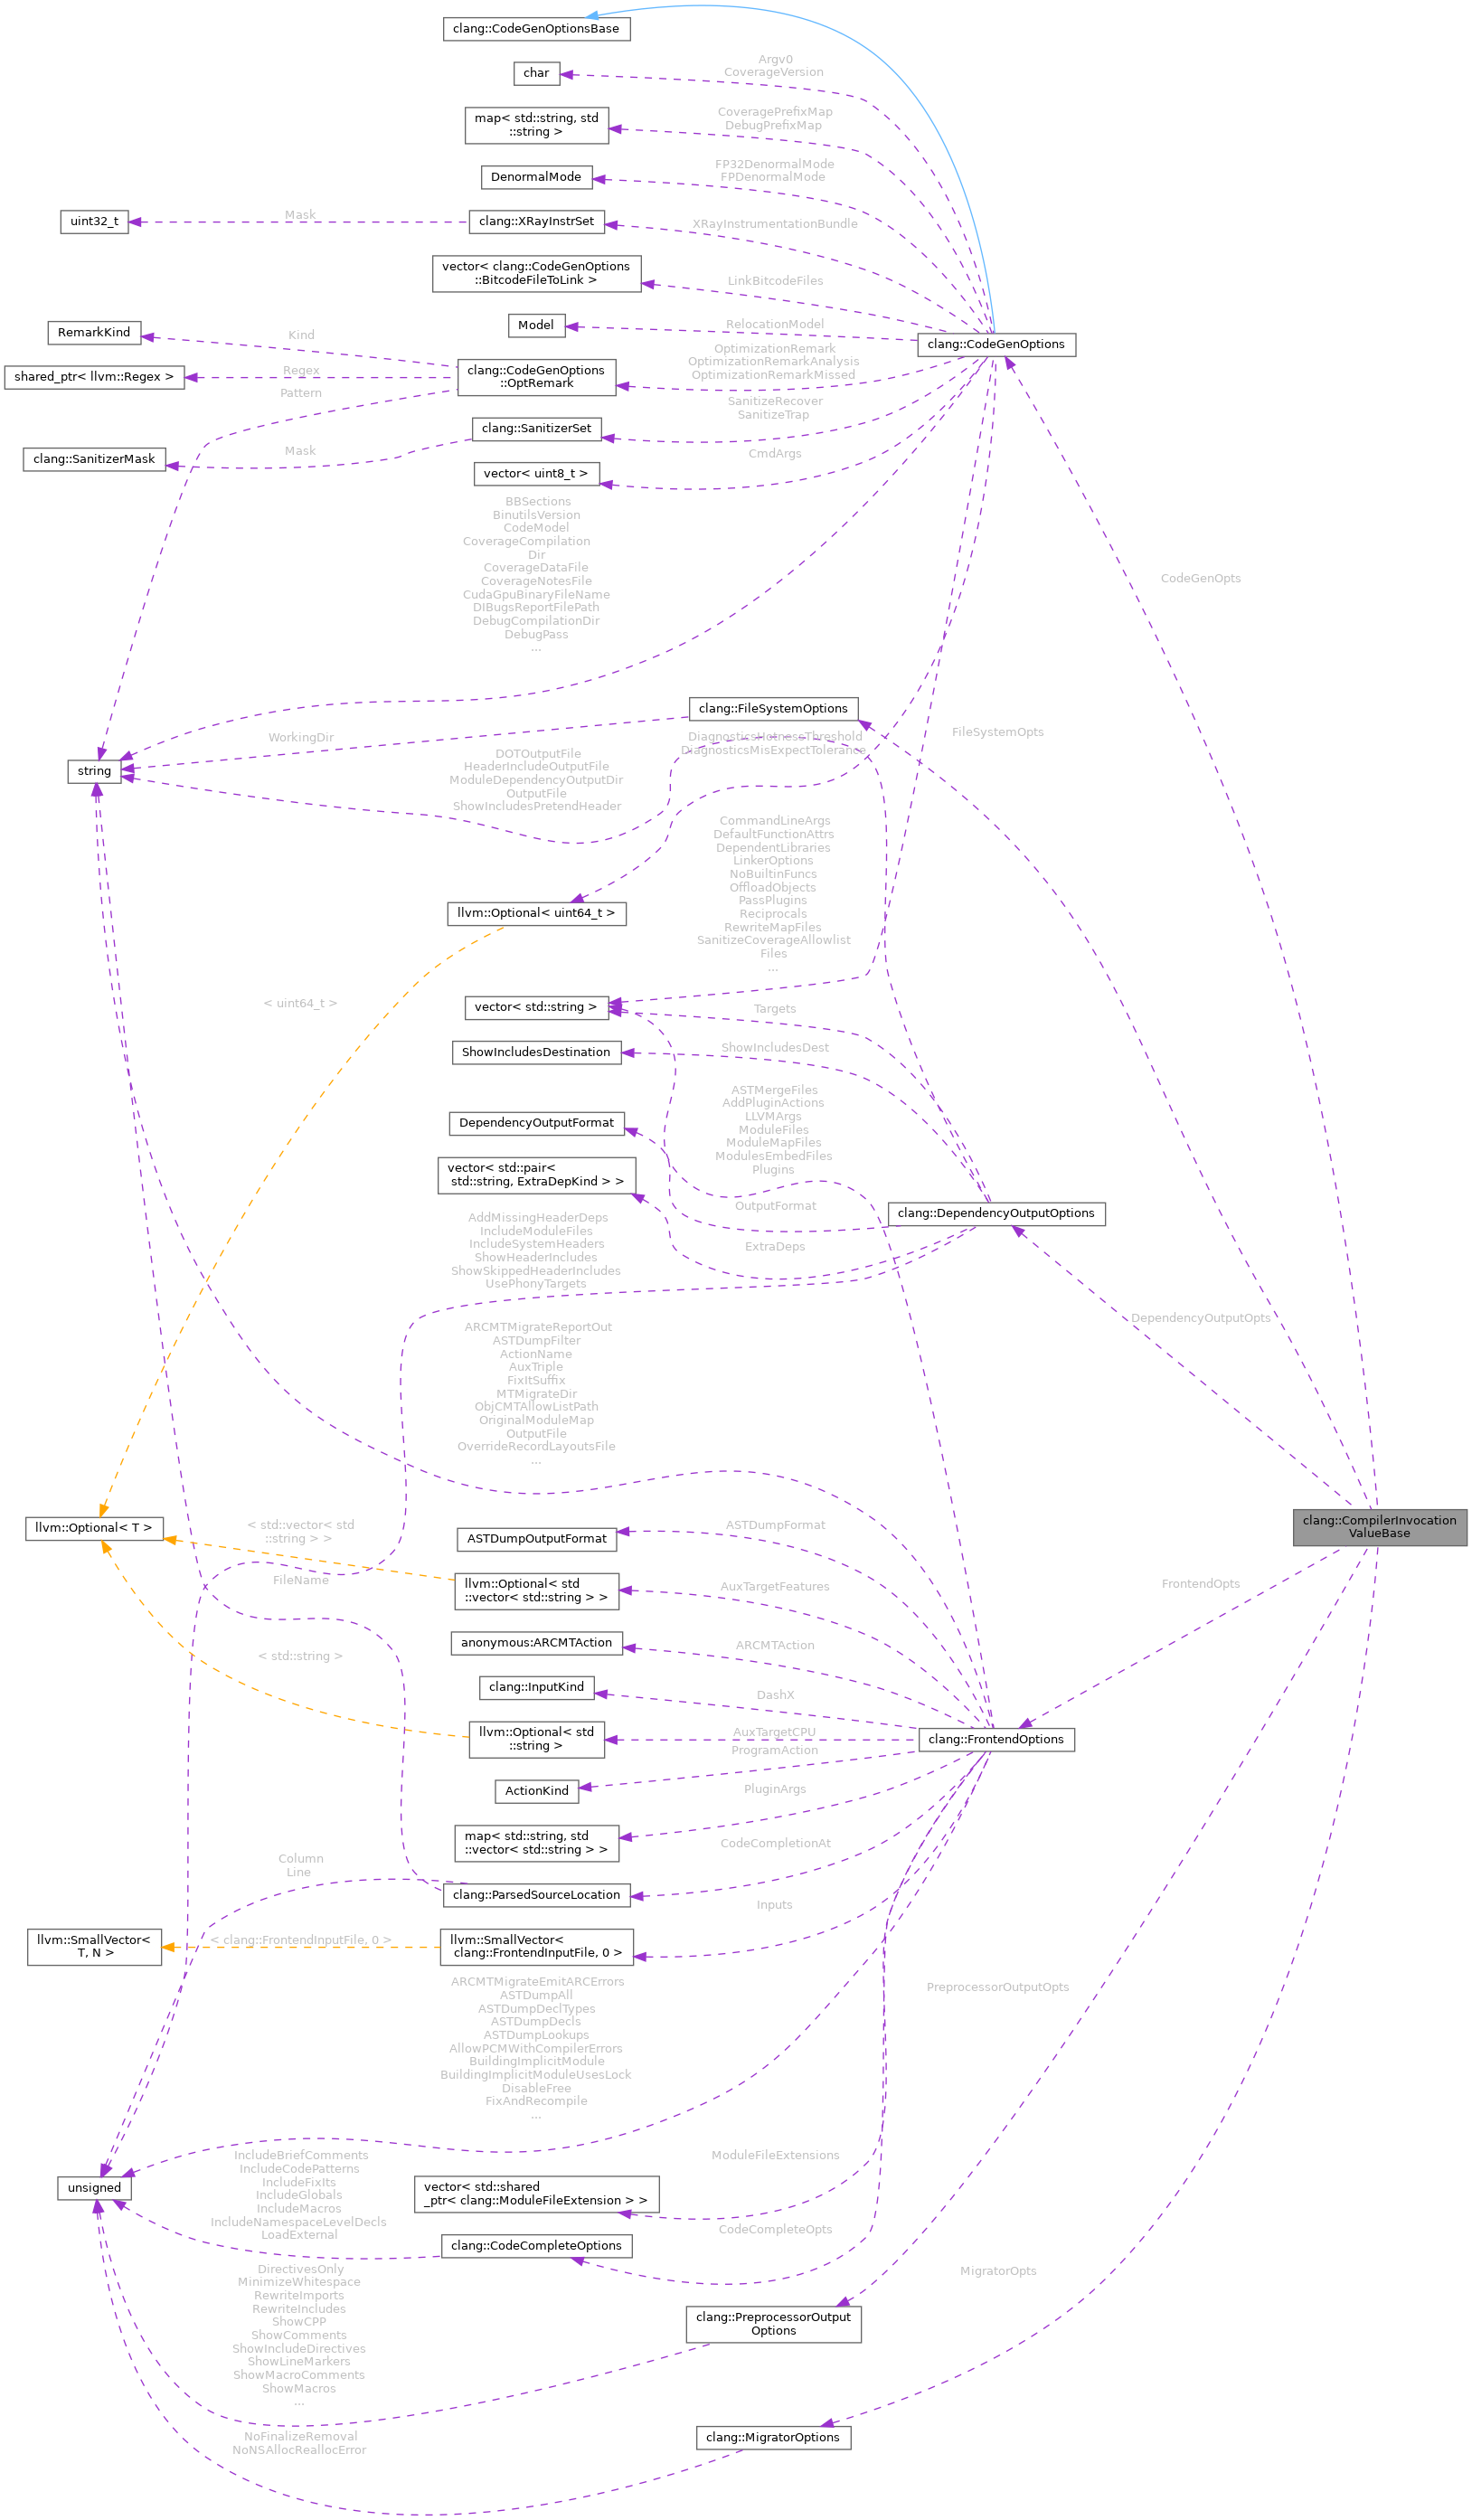 clang::CodeGenOptionsBase
Argv0
CoverageVersion
char
CoveragePrefixMap
DebugPrefixMap
map< std::string, std
::string >
FP32DenormalMode
FPDenormalMode
DenormalMode
Mask
uint32_t
clang::XRayInstrSet
XRayInstrumentationBundle
vector< clang::CodeGenOptions
::BitcodeFileToLink >
LinkBitcodeFiles
Model
RelocationModel
clang::CodeGenOptions
RemarkKind
Kind
OptimizationRemark
OptimizationRemarkAnalysis
OptimizationRemarkMissed
shared_ptr< llvm::Regex >
Regex
clang::CodeGenOptions
::OptRemark
Pattern
SanitizeRecover
SanitizeTrap
clang::SanitizerSet
clang::SanitizerMask
Mask
CmdArgs
vector< uint8_t >
BBSections
BinutilsVersion
CodeModel
CoverageCompilation
Dir
CoverageDataFile
CoverageNotesFile
CudaGpuBinaryFileName
DIBugsReportFilePath
DebugCompilationDir
DebugPass
...
CodeGenOpts
clang::FileSystemOptions
FileSystemOpts
WorkingDir
DiagnosticsHotnessThreshold
DiagnosticsMisExpectTolerance
string
DOTOutputFile
HeaderIncludeOutputFile
ModuleDependencyOutputDir
OutputFile
ShowIncludesPretendHeader
CommandLineArgs
DefaultFunctionAttrs
DependentLibraries
LinkerOptions
NoBuiltinFuncs
OffloadObjects
PassPlugins
Reciprocals
RewriteMapFiles
SanitizeCoverageAllowlist
Files
...
llvm::Optional< uint64_t >
< uint64_t >
vector< std::string >
Targets
ShowIncludesDestination
ShowIncludesDest
ASTMergeFiles
AddPluginActions
LLVMArgs
ModuleFiles
ModuleMapFiles
ModulesEmbedFiles
Plugins
DependencyOutputFormat
vector< std::pair<
std::string, ExtraDepKind > >
OutputFormat
clang::DependencyOutputOptions
ExtraDeps
AddMissingHeaderDeps
IncludeModuleFiles
IncludeSystemHeaders
ShowHeaderIncludes
ShowSkippedHeaderIncludes
UsePhonyTargets
DependencyOutputOpts
ARCMTMigrateReportOut
ASTDumpFilter
ActionName
AuxTriple
FixItSuffix
MTMigrateDir
ObjCMTAllowListPath
OriginalModuleMap
OutputFile
OverrideRecordLayoutsFile
...
clang::CompilerInvocation
ValueBase
llvm::Optional< T >
< std::vector< std
::string > >
ASTDumpOutputFormat
ASTDumpFormat
FileName
llvm::Optional< std
::vector< std::string > >
AuxTargetFeatures
FrontendOpts
anonymous:ARCMTAction
ARCMTAction
< std::string >
clang::InputKind
DashX
llvm::Optional< std
::string >
AuxTargetCPU
clang::FrontendOptions
ProgramAction
ActionKind
PluginArgs
map< std::string, std
::vector< std::string > >
CodeCompletionAt
Column
Line
clang::ParsedSourceLocation
Inputs
llvm::SmallVector<
T, N >
< clang::FrontendInputFile, 0 >
llvm::SmallVector<
clang::FrontendInputFile, 0 >
PreprocessorOutputOpts
ARCMTMigrateEmitARCErrors
ASTDumpAll
ASTDumpDeclTypes
ASTDumpDecls
ASTDumpLookups
AllowPCMWithCompilerErrors
BuildingImplicitModule
BuildingImplicitModuleUsesLock
DisableFree
FixAndRecompile
...
unsigned
IncludeBriefComments
IncludeCodePatterns
IncludeFixIts
IncludeGlobals
IncludeMacros
IncludeNamespaceLevelDecls
LoadExternal
ModuleFileExtensions
vector< std::shared
_ptr< clang::ModuleFileExtension > >
CodeCompleteOpts
clang::CodeCompleteOptions
MigratorOpts
DirectivesOnly
MinimizeWhitespace
RewriteImports
RewriteIncludes
ShowCPP
ShowComments
ShowIncludeDirectives
ShowLineMarkers
ShowMacroComments
ShowMacros
...
clang::PreprocessorOutput
Options
NoFinalizeRemoval
NoNSAllocReallocError
clang::MigratorOptions